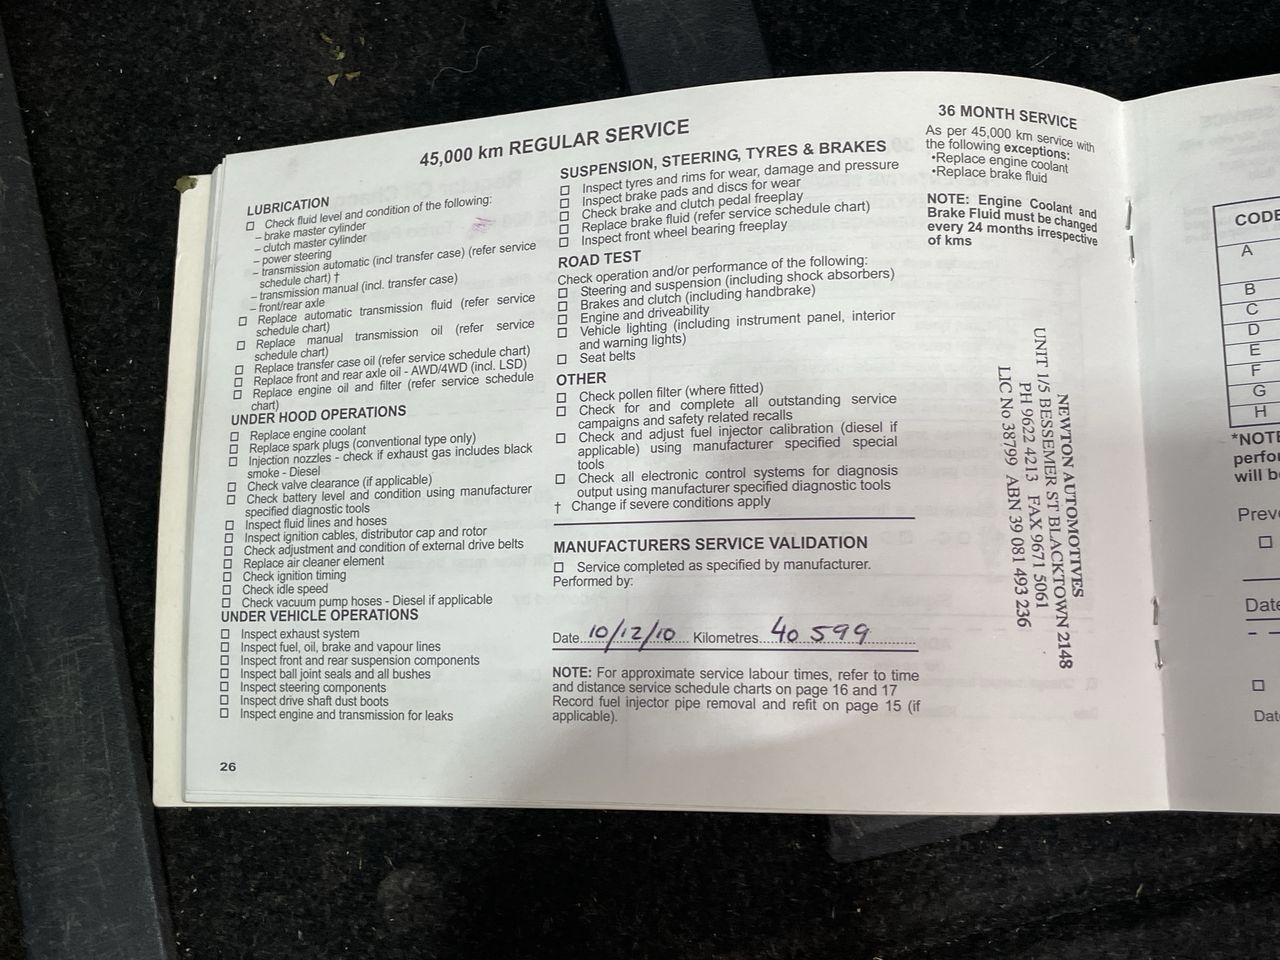 45,000 km REGULAR SERVICE
LUBRICATION
☐ Check fluid level and condition of the following:
– brake master cylinder
– clutch master cylinder
– power steering
– transmission automatic (incl transfer case) (refer service
schedule chart) †
– transmission manual (incl. transfer case)
– front/rear axle
☐ Replace automatic transmission fluid (refer service
schedule chart)
☐ Replace manual transmission oil (refer service
schedule chart)
☐ Replace transfer case oil (refer service schedule chart)
☐ Replace front and rear axle oil - AWD/4WD (incl. LSD)
☐ Replace engine oil and filter (refer service schedule
chart)
UNDER HOOD OPERATIONS
☐ Replace engine coolant
☐ Replace spark plugs (conventional type only)
☐ Injection nozzles - check if exhaust gas includes black
smoke - Diesel
☐ Check valve clearance (if applicable)
☐ Check battery level and condition using manufacturer
specified diagnostic tools
☐ Inspect fluid lines and hoses
☐ Inspect ignition cables, distributor cap and rotor
☐ Check adjustment and condition of external drive belts
☐ Replace air cleaner element
☐ Check ignition timing
☐ Check idle speed
☐ Check vacuum pump hoses - Diesel if applicable
UNDER VEHICLE OPERATIONS
☐ Inspect exhaust system
☐ Inspect fuel, oil, brake and vapour lines
☐ Inspect front and rear suspension components
☐ Inspect ball joint seals and all bushes
☐ Inspect steering components
☐ Inspect drive shaft dust boots
☐ Inspect engine and transmission for leaks
26
SUSPENSION, STEERING, TYRES & BRAKES
☐ Inspect tyres and rims for wear, damage and pressure
☐ Inspect brake pads and discs for wear
☐ Check brake and clutch pedal freeplay
☐ Replace brake fluid (refer service schedule chart)
☐ Inspect front wheel bearing freeplay
ROAD TEST
Check operation and/or performance of the following:
☐ Steering and suspension (including shock absorbers)
☐ Brakes and clutch (including handbrake)
☐ Engine and driveability
☐ Vehicle lighting (including instrument panel, interior
and warning lights)
☐ Seat belts
OTHER
☐ Check pollen filter (where fitted)
☐ Check for and complete all outstanding service
campaigns and safety related recalls
☐ Check and adjust fuel injector calibration (diesel if
applicable) using manufacturer specified special
tools
☐ Check all electronic control systems for diagnosis
output using manufacturer specified diagnostic tools
† Change if severe conditions apply
MANUFACTURERS SERVICE VALIDATION
☐ Service completed as specified by manufacturer.
Performed by:
Date 10/12/10 Kilometres 40 599
NOTE: For approximate service labour times, refer to time
and distance service schedule charts on page 16 and 17
Record fuel injector pipe removal and refit on page 15 (if
applicable).
36 MONTH SERVICE
As per 45,000 km service with
the following exceptions:
•Replace engine coolant
•Replace brake fluid
NOTE: Engine Coolant and
Brake Fluid must be changed
every 24 months irrespective
of kms
NEWTON AUTOMOTIVES
UNIT 1/5 BESSEMER ST BLACKTOWN 2148
PH 9622 4213 FAX 9671 5061
LIC No 38799 ABN 39 081 493 236
CODE
A
B
C
D
E
F
G
H
*NOTE
perfor
will be
Preve
☐
Date
☐
Date